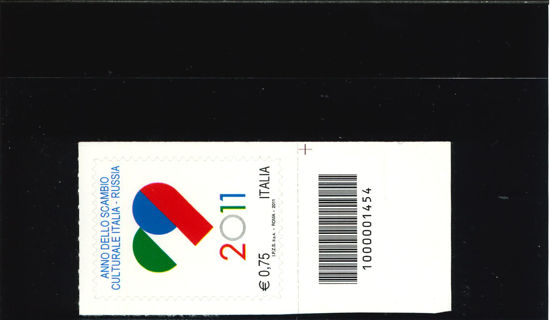 ANNO DELLO SCAMBIO
CULTURALE ITALIA - RUSSIA
2011
€ 0,75
I.P.Z.S. S.p.A. - ROMA - 2011
ITALIA
1000001454